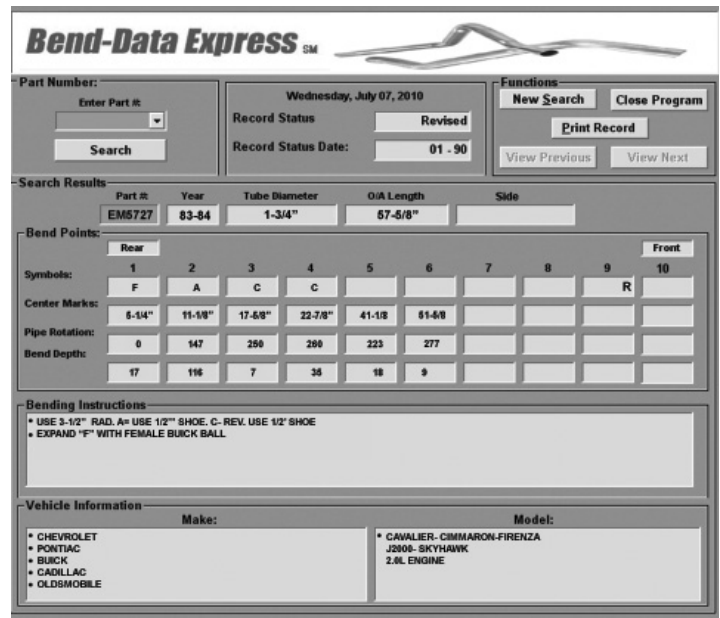 Bend-Data Express SM
Part Number:
Enter Part #:
Search
Wednesday, July 07, 2010
Record Status Revised
Record Status Date: 01 - 90
Functions
New Search Close Program
Print Record
View Previous View Next
Search Results
Part #: Year Tube Diameter O/A Length Side
EM5727 83-84 1-3/4" 57-5/8"
Bend Points:
Rear Front
1 2 3 4 5 6 7 8 9 10
Symbols:
F A C C R
Center Marks:
5-1/4" 11-1/8" 17-5/8" 22-7/8" 41-1/8 51-5/8
Pipe Rotation:
0 147 250 260 223 277
Bend Depth:
17 116 7 35 18 9
Bending Instructions
• USE 3-1/2" RAD. A= USE 1/2"" SHOE. C- REV. USE 1/2' SHOE
• EXPAND "F" WITH FEMALE BUICK BALL
Vehicle Information
Make: Model:
• CHEVROLET • CAVALIER- CIMMARON-FIRENZA
• PONTIAC J2000- SKYHAWK
• BUICK 2.0L ENGINE
• CADILLAC
• OLDSMOBILE